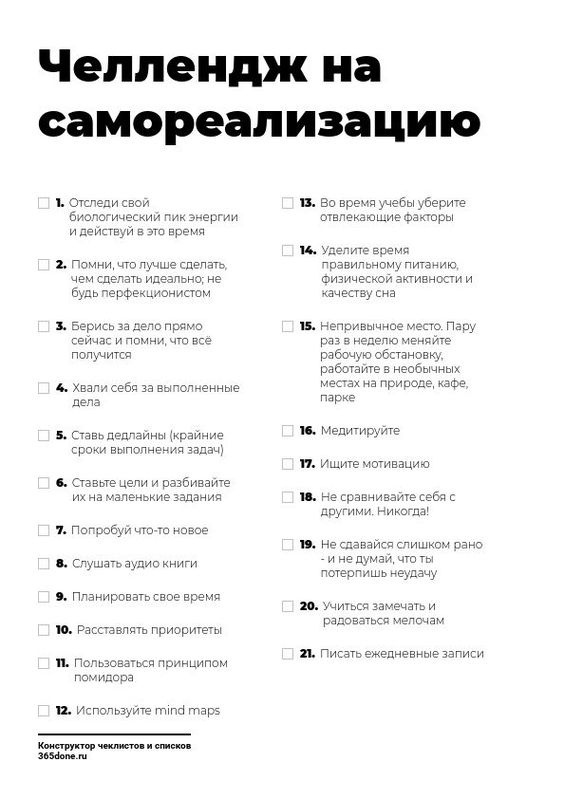 Челлендж на
самореализацию
1. Отследи свой
биологический пик энергии
и действуй в это время
2. Помни, что лучше сделать,
чем сделать идеально; не
будь перфекционистом
3. Берись за дело прямо
сейчас и помни, что всё
получится
4. Хвали себя за выполненные
дела
5. Ставь дедлайны (крайние
сроки выполнения задач)
6. Ставьте цели и разбивайте
их на маленькие задания
7. Попробуй что-то новое
8. Слушать аудио книги
9. Планировать свое время
10. Расставлять приоритеты
11. Пользоваться принципом
помидора
12. Используйте mind maps
13. Во время учебы уберите
отвлекающие факторы
14. Уделите время
правильному питанию,
физической активности и
качеству сна
15. Непривычное место. Пару
раз в неделю меняйте
рабочую обстановку,
работайте в необычных
местах на природе, кафе,
парке
16. Медитируйте
17. Ищите мотивацию
18. Не сравнивайте себя с
другими. Никогда!
19. Не сдавайся слишком рано
- и не думай, что ты
потерпишь неудачу
20. Учиться замечать и
радоваться мелочам
21. Писать ежедневные записи
Конструктор чеклистов и списков
365done.ru